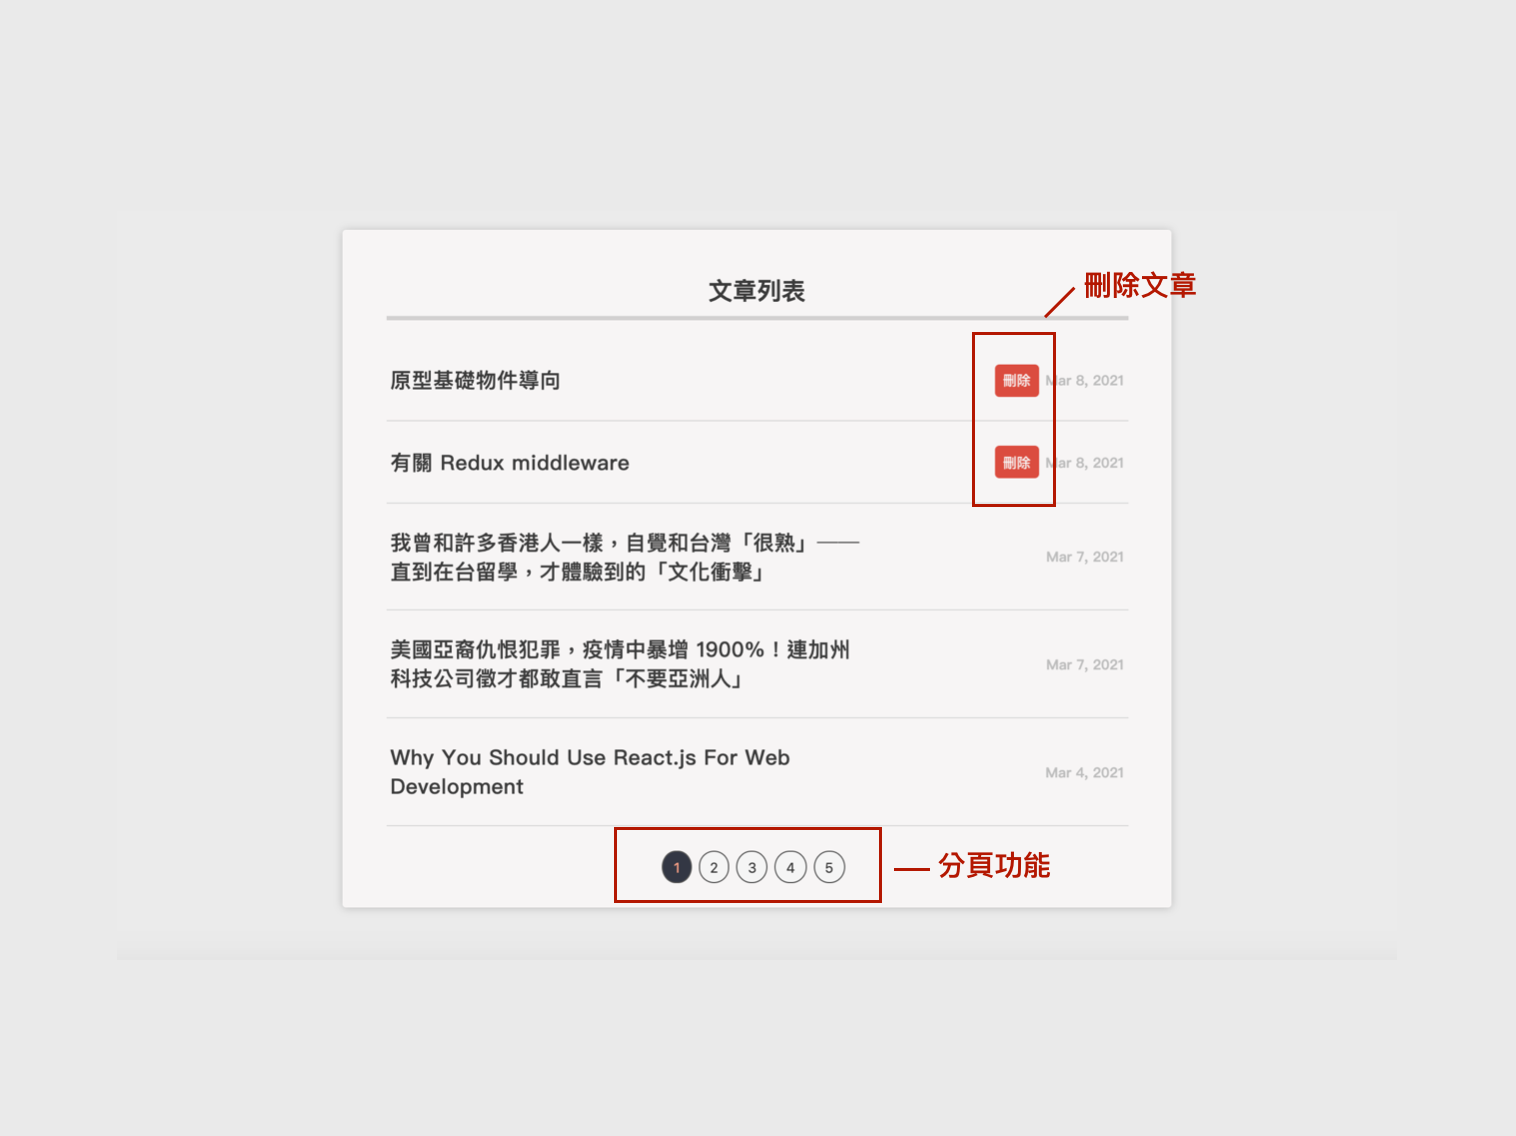 文章列表
刪除文章
原型基礎物件導向
刪除
Mar 8, 2021
有關 Redux middleware
刪除
Mar 8, 2021
我曾和許多香港人一樣，自覺和台灣「很熟」——
直到在台留學，才體驗到的「文化衝擊」
Mar 7, 2021
美國亞裔仇恨犯罪，疫情中暴增 1900%！連加州
科技公司徵才都敢直言「不要亞洲人」
Mar 7, 2021
Why You Should Use React.js For Web
Development
Mar 4, 2021
1 2 3 4 5
分頁功能